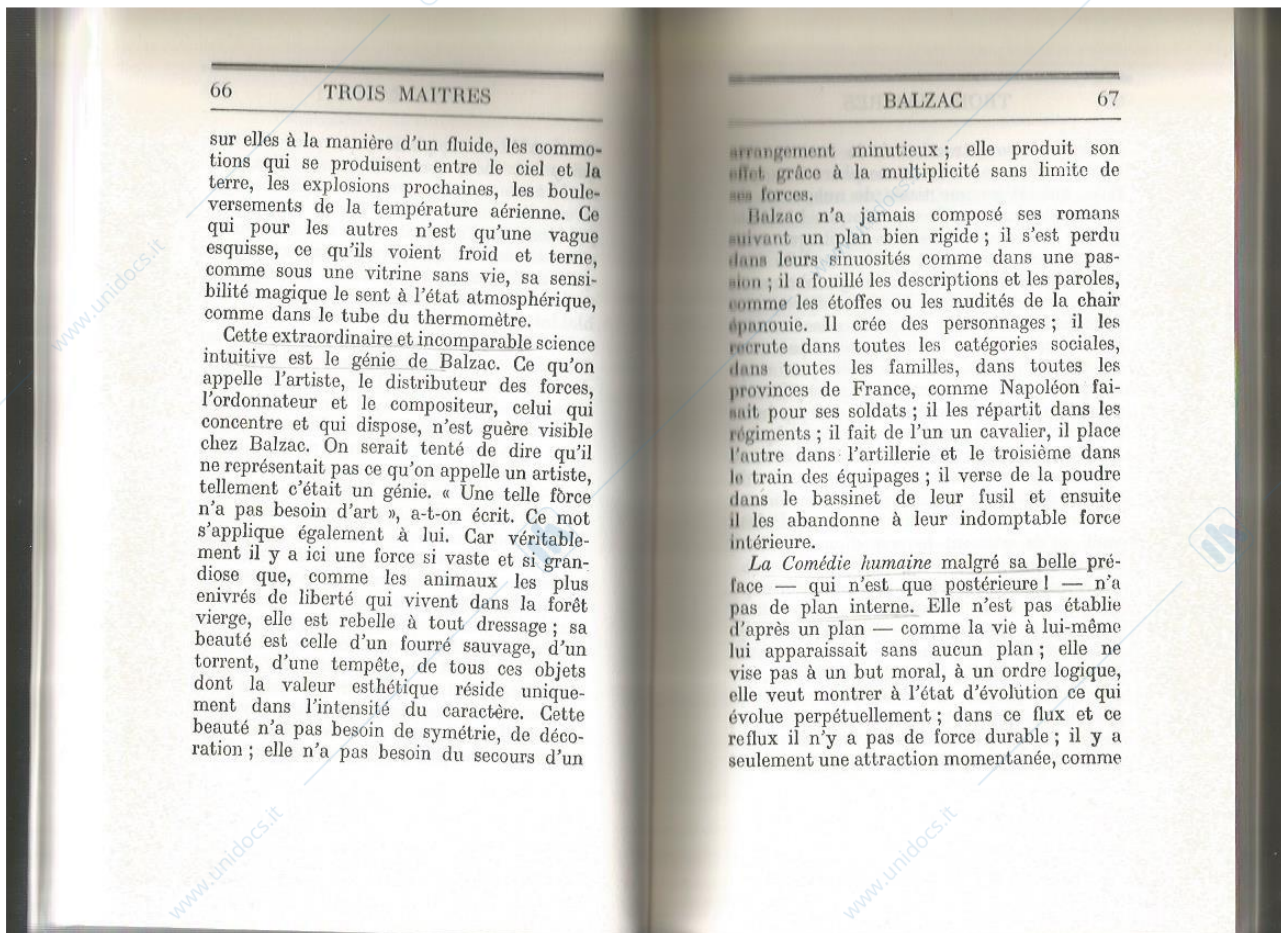 66 TROIS MAITRES
sur elles à la manière d'un fluide, les commo-
tions qui se produisent entre le ciel et la
terre, les explosions prochaines, les boule-
versements de la température aérienne. Ce
qui pour les autres n'est qu'une vague
esquisse, ce qu'ils voient froid et terne,
comme sous une vitrine sans vie, sa sensi-
bilité magique le sent à l'état atmosphérique,
comme dans le tube du thermomètre.
Cette extraordinaire et incomparable science
intuitive est le génie de Balzac. Ce qu'on
appelle l'artiste, le distributeur des forces,
l'ordonnateur et le compositeur, celui qui
concentre et qui dispose, n'est guère visible
chez Balzac. On serait tenté de dire qu'il
ne représentait pas ce qu'on appelle un artiste,
tellement c'était un génie. « Une telle force
n'a pas besoin d'art », a-t-on écrit. Ce mot
s'applique également à lui. Car véritable-
ment il y a ici une force si vaste et si gran-
diose que, comme les animaux les plus
enivrés de liberté qui vivent dans la forêt
vierge, elle est rebelle à tout dressage ; sa
beauté est celle d'un fourré sauvage, d'un
torrent, d'une tempête, de tous ces objets
dont la valeur esthétique réside unique-
ment dans l'intensité du caractère. Cette
beauté n'a pas besoin de symétrie, de déco-
ration ; elle n'a pas besoin du secours d'un
BALZAC 67
arrangement minutieux ; elle produit son
effet grâce à la multiplicité sans limite de
ses forces.
Balzac n'a jamais composé ses romans
suivant un plan bien rigide ; il s'est perdu
dans leurs sinuosités comme dans une pas-
sion ; il a fouillé les descriptions et les paroles,
comme les étoffes ou les nudités de la chair
épanouie. Il crée des personnages ; il les
recrute dans toutes les catégories sociales,
dans toutes les familles, dans toutes les
provinces de France, comme Napoléon fai-
sait pour ses soldats ; il les répartit dans les
régiments ; il fait de l'un un cavalier, il place
l'autre dans l'artillerie et le troisième dans
le train des équipages ; il verse de la poudre
dans le bassinet de leur fusil et ensuite
il les abandonne à leur indomptable force
intérieure.
La Comédie humaine malgré sa belle pré-
face — qui n'est que postérieure ! — n'a
pas de plan interne. Elle n'est pas établie
d'après un plan — comme la vie à lui-même
lui apparaissait sans aucun plan ; elle ne
vise pas à un but moral, à un ordre logique,
elle veut montrer à l'état d'évolution ce qui
évolue perpétuellement ; dans ce flux et ce
reflux il n'y a pas de force durable ; il y a
seulement une attraction momentanée, comme
www.unidocs.it
www.unidocs.it
www.unidocs.it
www.unidocs.it